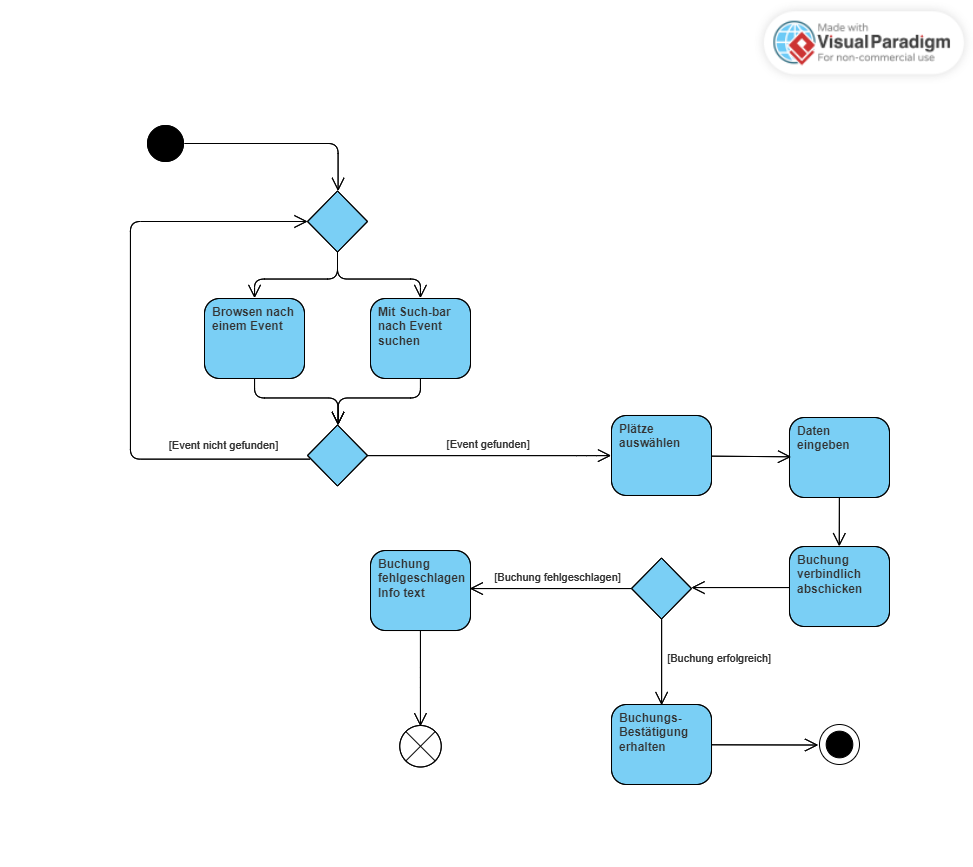 Made with
Visual Paradigm
For non-commercial use
Browsen nach
einem Event
Mit Such-bar
nach Event
suchen
[Event nicht gefunden]
[Event gefunden]
Plätze
auswählen
Daten
eingeben
Buchung
fehlgeschlagen
Info text
[Buchung fehlgeschlagen]
Buchung
verbindlich
abschicken
[Buchung erfolgreich]
Buchungs-
Bestätigung
erhalten